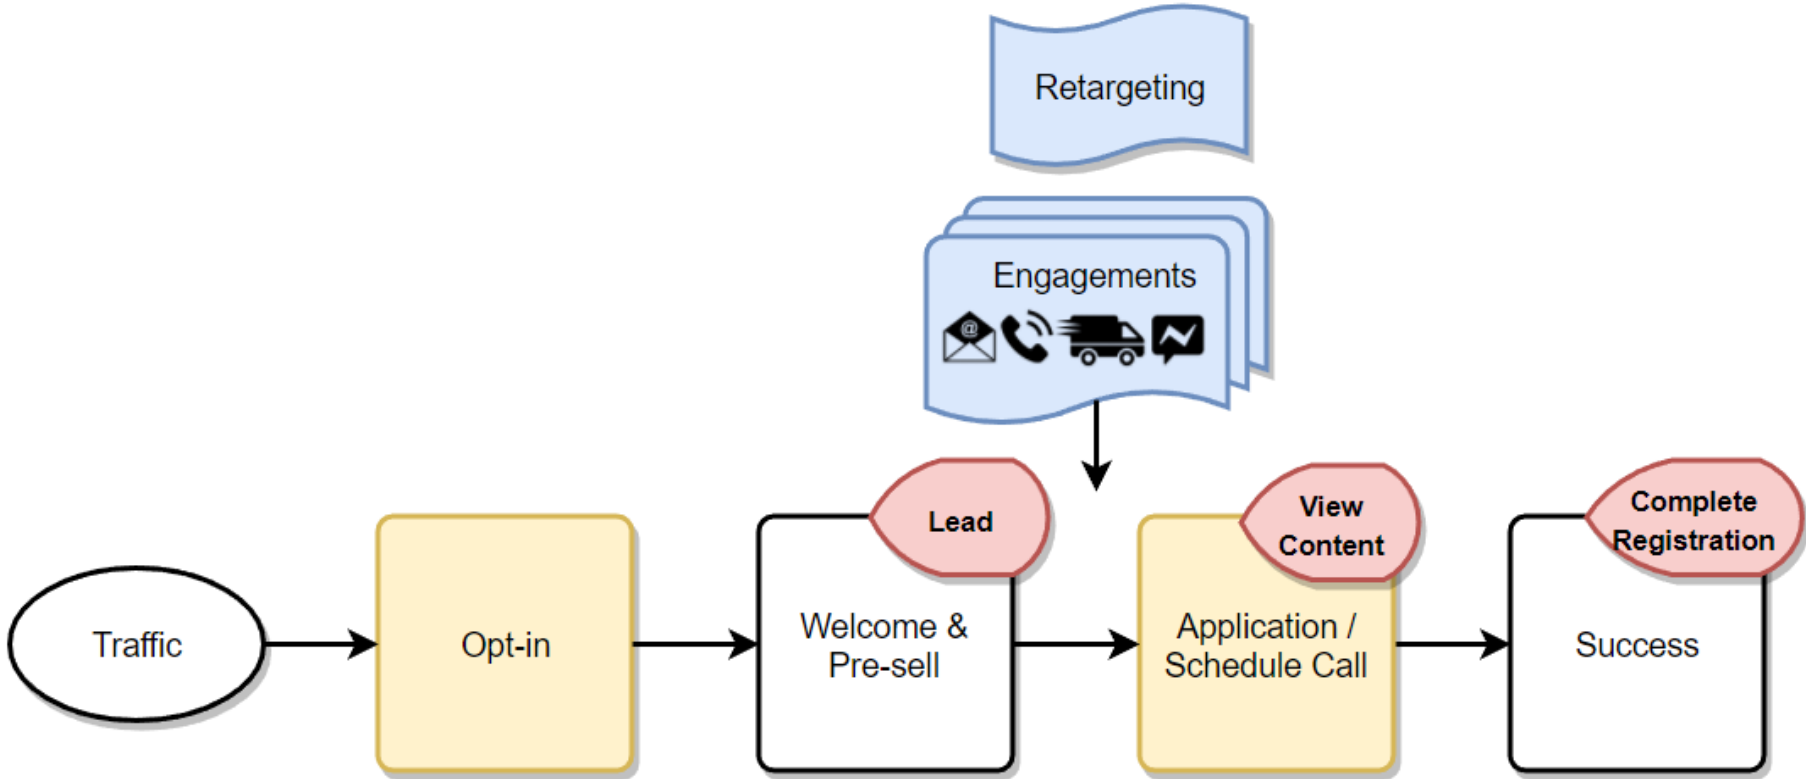 Retargeting
Engagements
@
Lead
View
Content
Complete
Registration
Traffic
Opt-in
Welcome &
Pre-sell
Application /
Schedule Call
Success